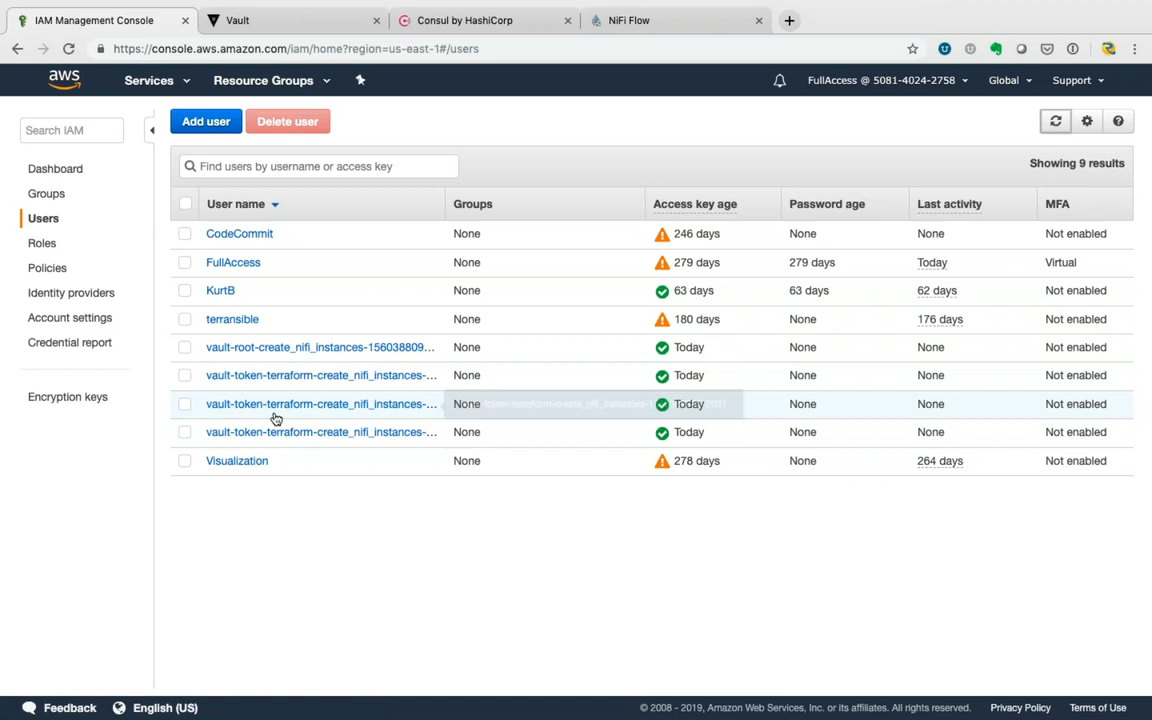 IAM Management Console
Vault
Consul by HashiCorp
NiFi Flow
https://console.aws.amazon.com/iam/home?region=us-east-1#/users
aws Services Resource Groups FullAccess @ 5081-4024-2758 Global Support
Search IAM
Dashboard
Groups
Users
Roles
Policies
Identity providers
Account settings
Credential report
Encryption keys
Add user Delete user
Find users by username or access key Showing 9 results
User name Groups Access key age Password age Last activity MFA
CodeCommit None 246 days None None Not enabled
FullAccess None 279 days 279 days Today Virtual
KurtB None 63 days 63 days 62 days Not enabled
terransible None 180 days None 176 days Not enabled
vault-root-create_nifi_instances-156038809... None Today None None Not enabled
vault-token-terraform-create_nifi_instances-... None Today None None Not enabled
vault-token-terraform-create_nifi_instances-... None Today None None Not enabled
vault-token-terraform-create_nifi_instances-... None Today None None Not enabled
Visualization None 278 days None 264 days Not enabled
Feedback English (US) © 2008 - 2019, Amazon Web Services, Inc. or its affiliates. All rights reserved. Privacy Policy Terms of Use